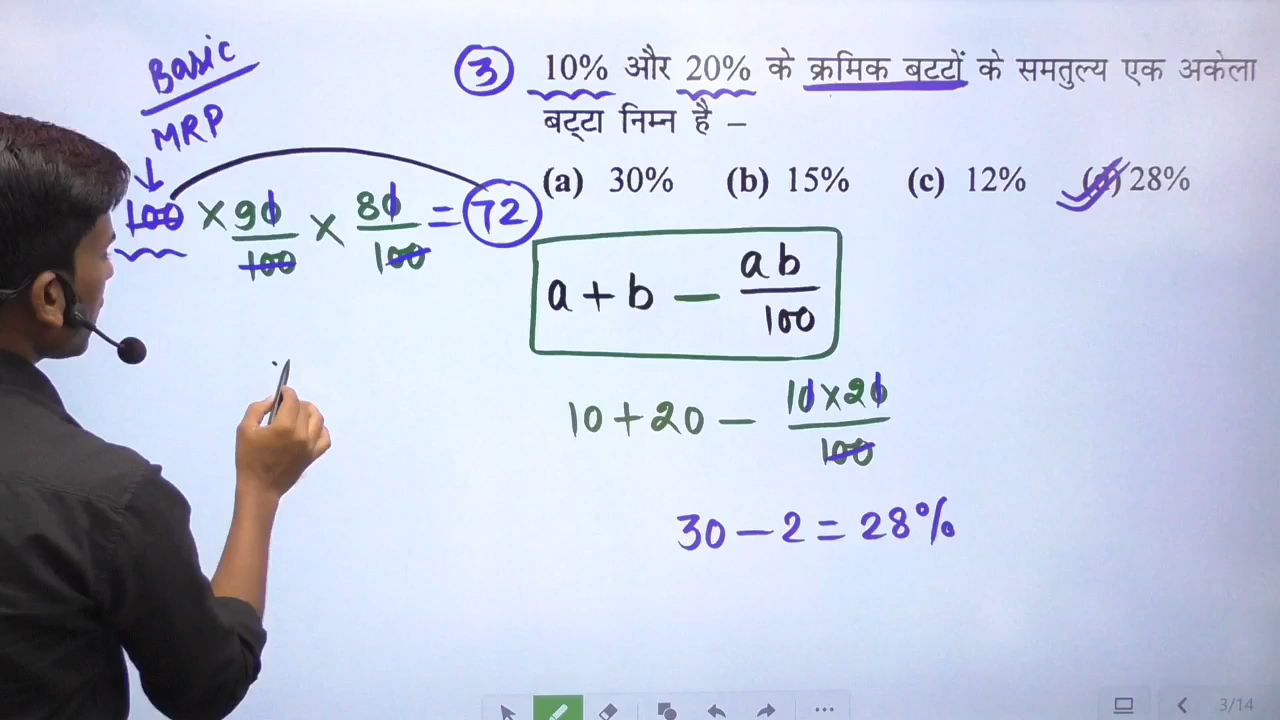 Basic
MRP
100 × 90/100 × 80/100 = 72
③ 10% और 20% के क्रमिक बटटों के समतुल्य एक अकेला
बट्टा निम्न है –
(a) 30% (b) 15% (c) 12% (d) 28%
a + b – ab/100
10 + 20 – 10×20/100
30 – 2 = 28%
3/14